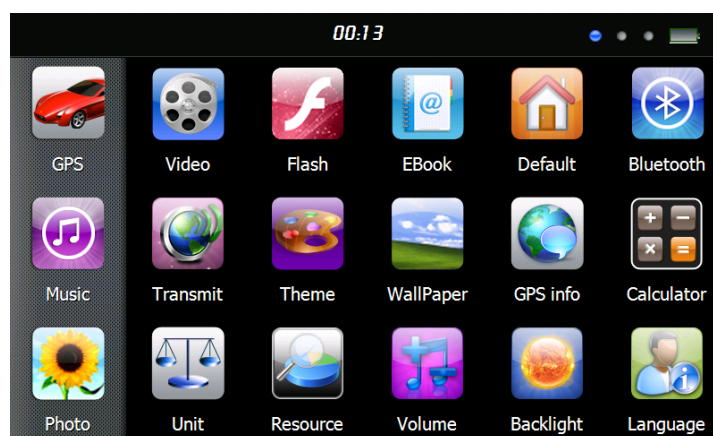 00:13
GPS Video Flash EBook Default Bluetooth
Music Transmit Theme WallPaper GPS info Calculator
Photo Unit Resource Volume Backlight Language